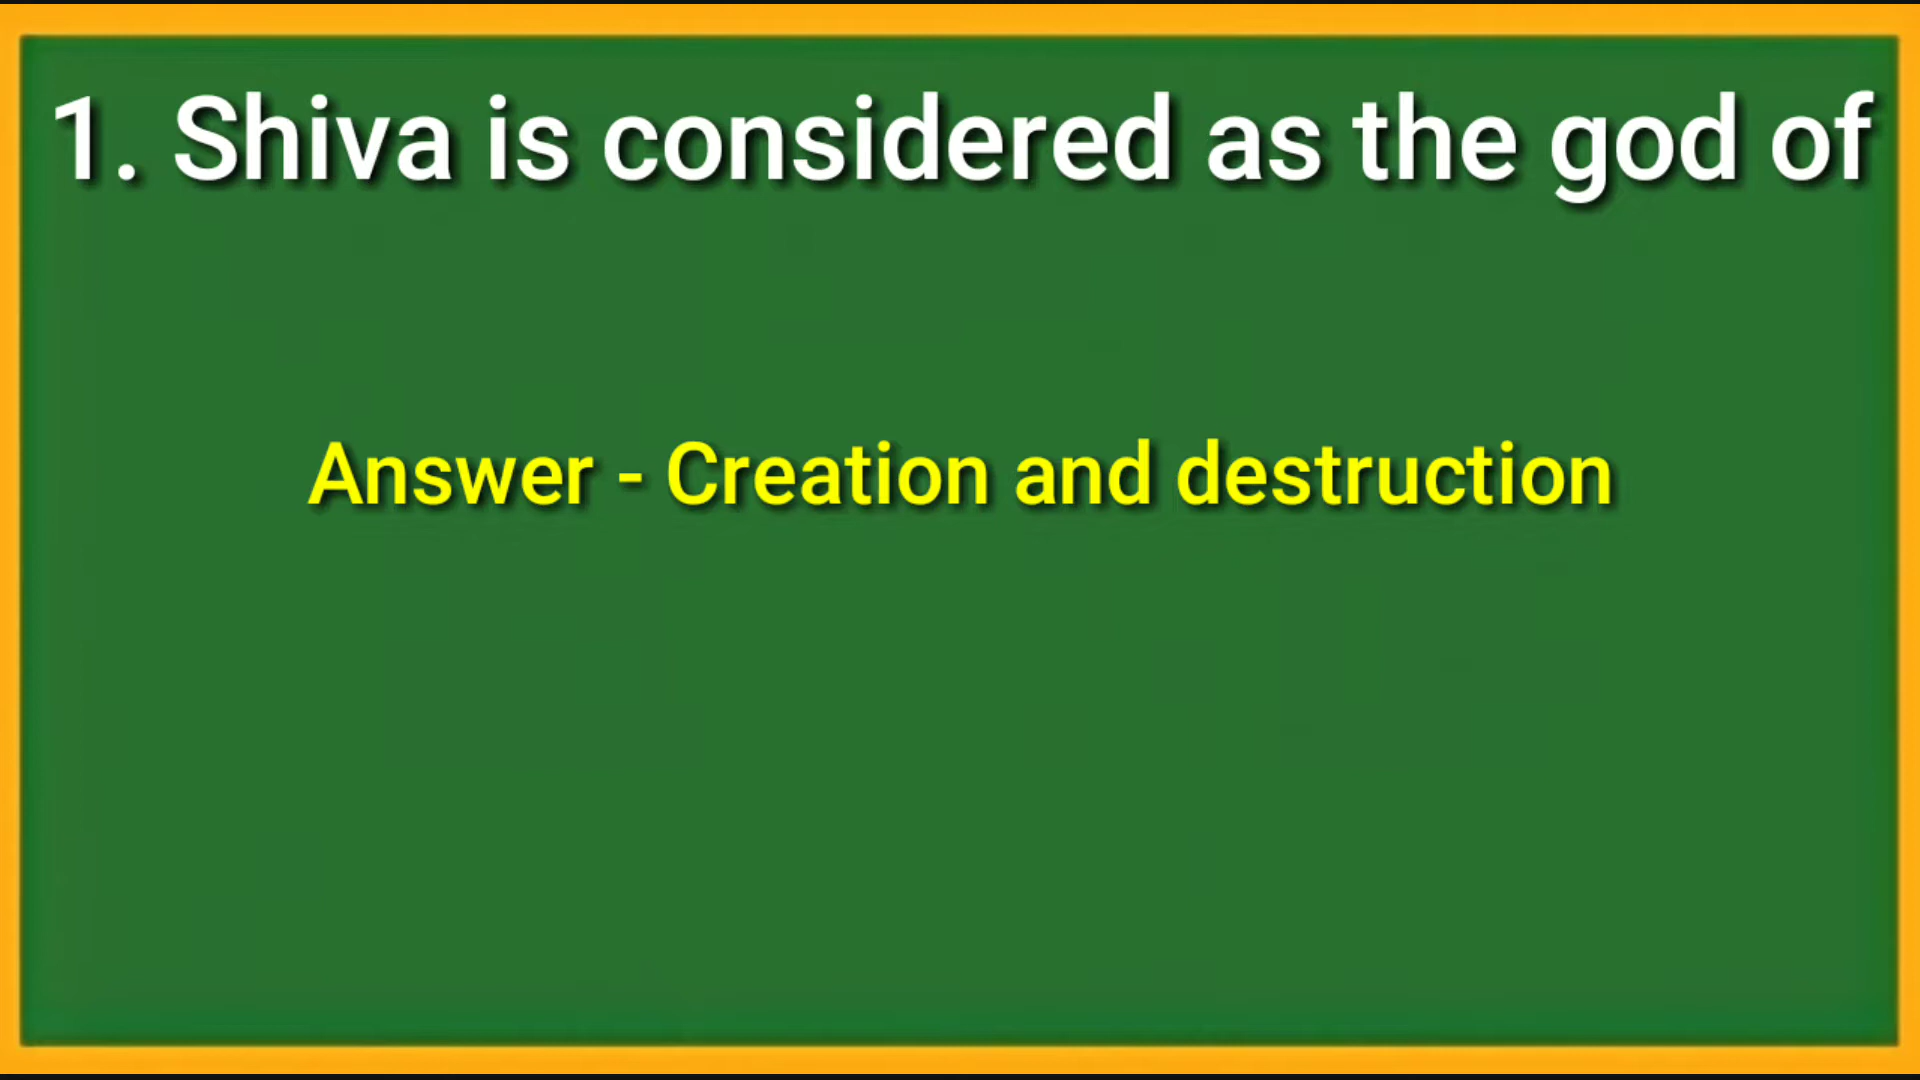 1. Shiva is considered as the god of
Answer - Creation and destruction